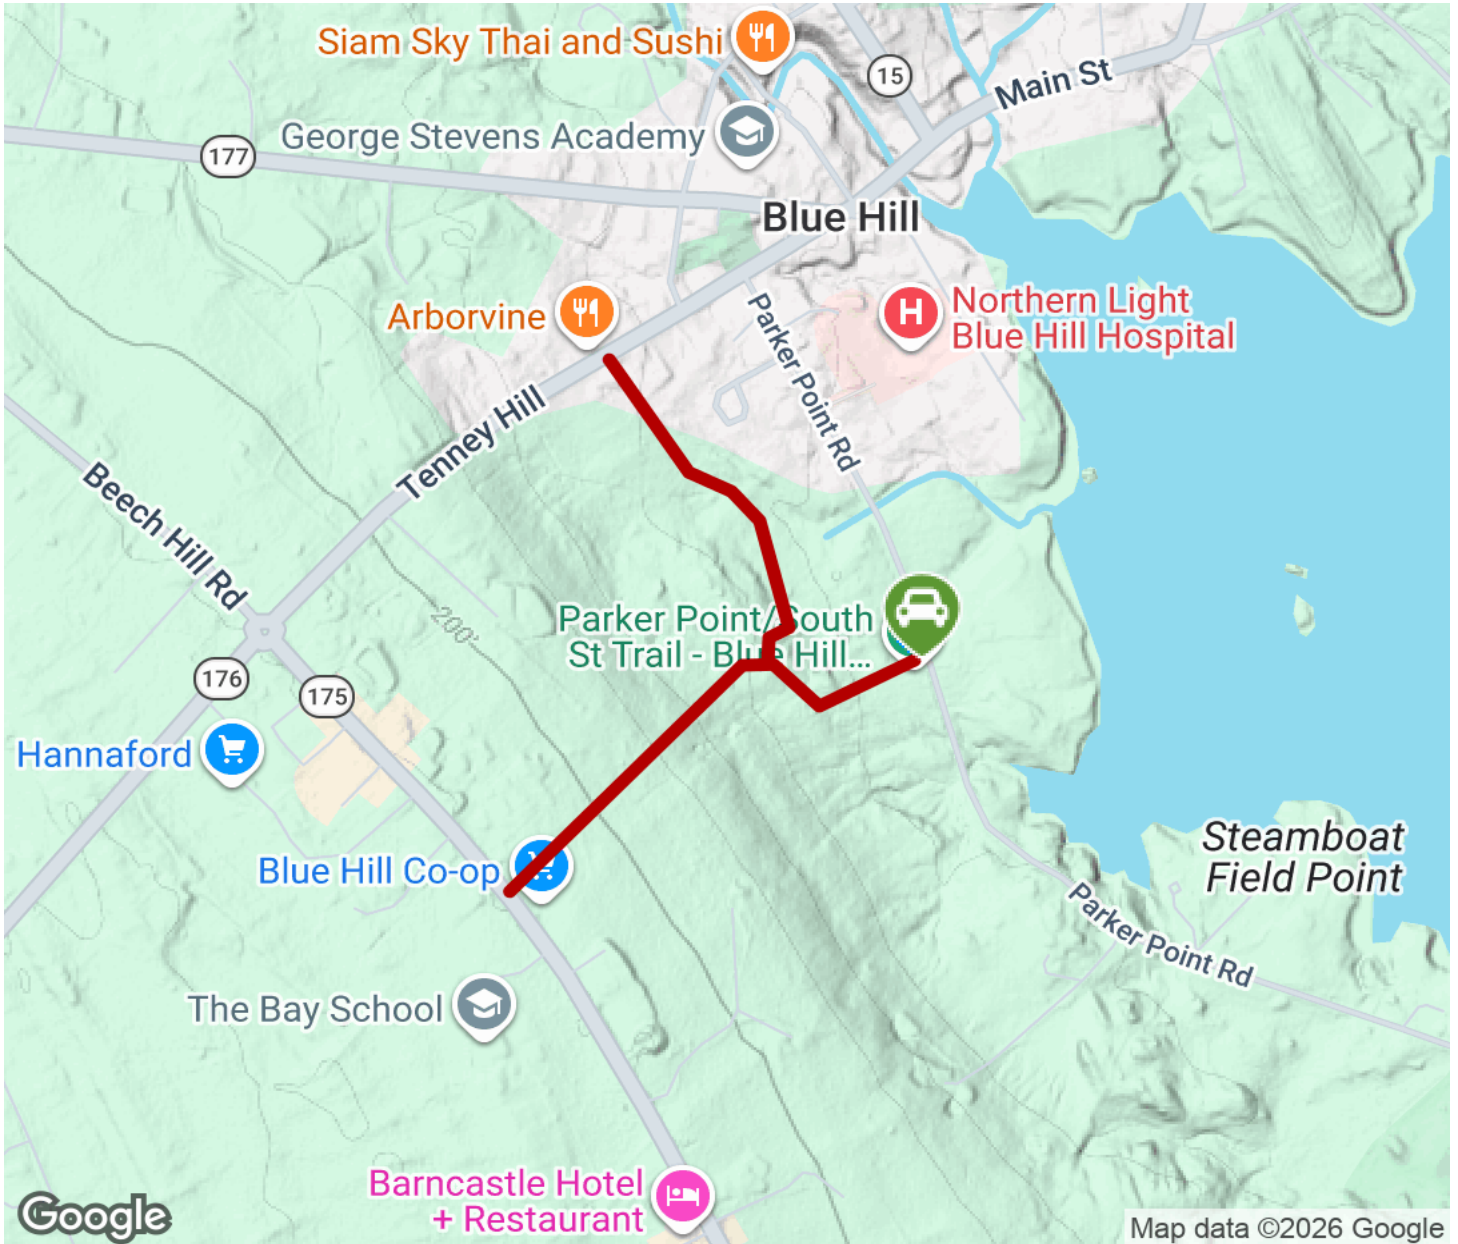 Siam Sky Thai and Sushi
15
Main St
George Stevens Academy
177
Blue Hill
Arborvine
Northern Light
Blue Hill Hospital
Parker Point Rd
Tenney Hill
Beech Hill Rd
200'
Parker Point/South
St Trail - Blue Hill...
176
175
Hannaford
Blue Hill Co-op
Steamboat
Field Point
Parker Point Rd
The Bay School
Barncastle Hotel
+ Restaurant
Google
Map data ©2026 Google